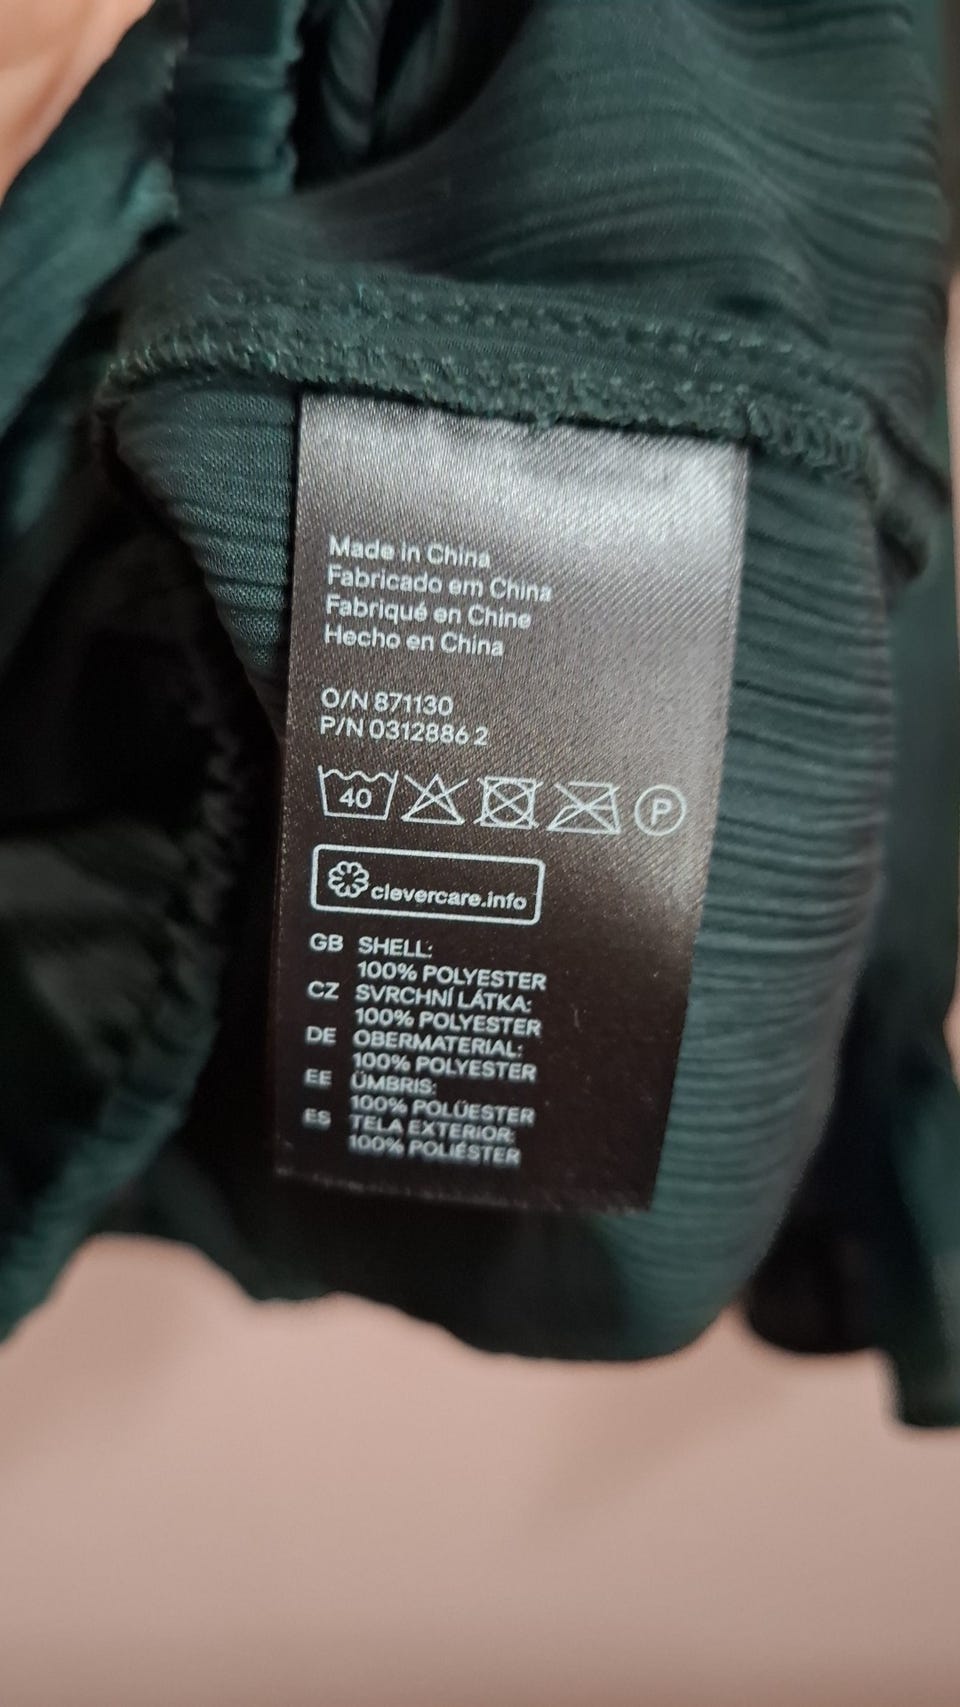 Made in China
Fabricado em China
Fabriqué en Chine
Hecho en China
O/N 871130
P/N 0312886 2
40 P
clevercare.info
GB SHELL:
100% POLYESTER
CZ SVRCHNÍ LÁTKA:
100% POLYESTER
DE OBERMATERIAL:
100% POLYESTER
EE ÜMBRIS:
100% POLÜESTER
ES TELA EXTERIOR:
100% POLIÉSTER